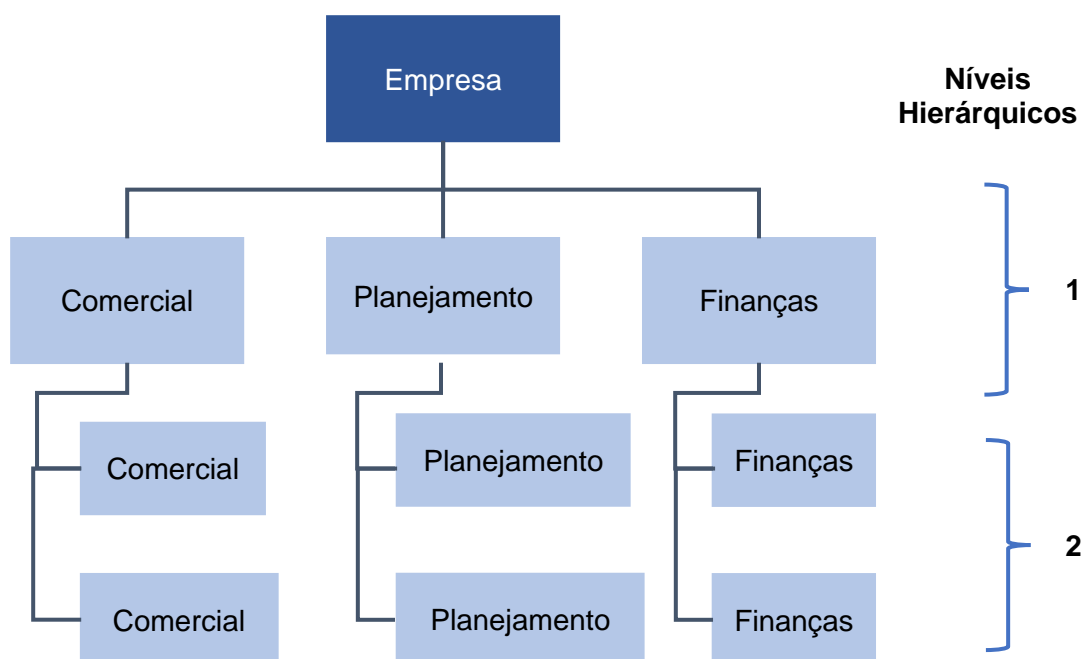 Empresa
Níveis
Hierárquicos
Comercial
Planejamento
Finanças
1
Comercial
Planejamento
Finanças
2
Comercial
Planejamento
Finanças